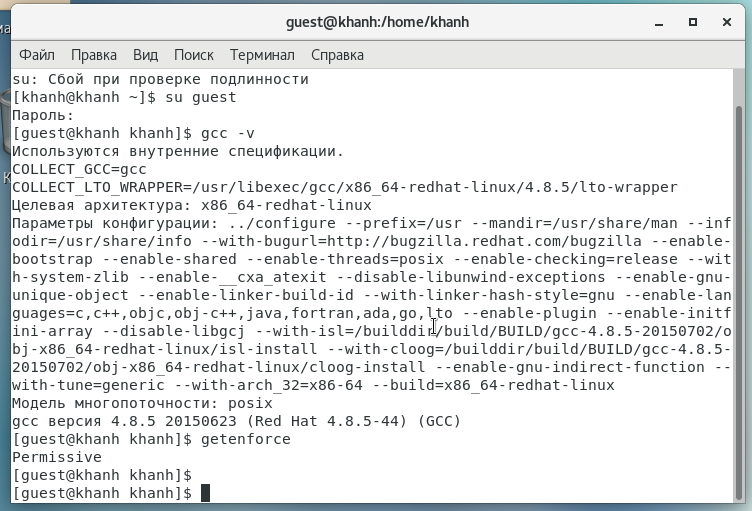 ма
guest@khanh:/home/khanh
Файл Правка Вид Поиск Терминал Справка
su: Сбой при проверке подлинности
[khanh@khanh ~]$ su guest
Пароль:
[guest@khanh khanh]$ gcc -v
Используются внутренние спецификации.
COLLECT_GCC=gcc
COLLECT_LTO_WRAPPER=/usr/libexec/gcc/x86_64-redhat-linux/4.8.5/lto-wrapper
Целевая архитектура: x86_64-redhat-linux
Параметры конфигурации: ../configure --prefix=/usr --mandir=/usr/share/man --inf
odir=/usr/share/info --with-bugurl=http://bugzilla.redhat.com/bugzilla --enable-
bootstrap --enable-shared --enable-threads=posix --enable-checking=release --wit
h-system-zlib --enable-__cxa_atexit --disable-libunwind-exceptions --enable-gnu-
unique-object --enable-linker-build-id --with-linker-hash-style=gnu --enable-lan
guages=c,c++,objc,obj-c++,java,fortran,ada,go,lto --enable-plugin --enable-initf
ini-array --disable-libgcj --with-isl=/builddir/build/BUILD/gcc-4.8.5-20150702/o
bj-x86_64-redhat-linux/isl-install --with-cloog=/builddir/build/BUILD/gcc-4.8.5-
20150702/obj-x86_64-redhat-linux/cloog-install --enable-gnu-indirect-function --
with-tune=generic --with-arch_32=x86-64 --build=x86_64-redhat-linux
Модель многопоточности: posix
gcc версия 4.8.5 20150623 (Red Hat 4.8.5-44) (GCC)
[guest@khanh khanh]$ getenforce
Permissive
[guest@khanh khanh]$
[guest@khanh khanh]$